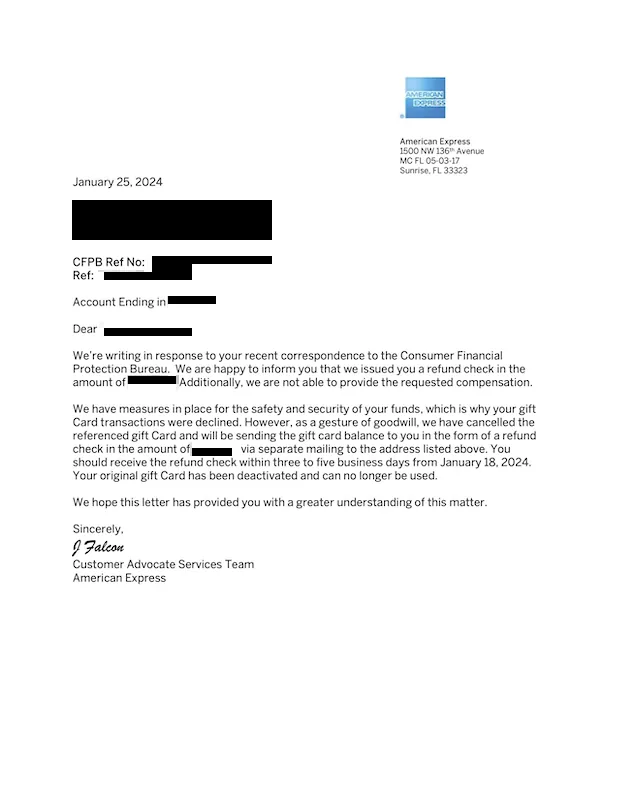 AMERICAN
EXPRESS
American Express
1500 NW 136th Avenue
MC FL 05-03-17
Sunrise, FL 33323
January 25, 2024
CFPB Ref No:
Ref:
Account Ending in
Dear
We're writing in response to your recent correspondence to the Consumer Financial
Protection Bureau.  We are happy to inform you that we issued you a refund check in the
amount of Additionally, we are not able to provide the requested compensation.
We have measures in place for the safety and security of your funds, which is why your gift
Card transactions were declined. However, as a gesture of goodwill, we have cancelled the
referenced gift Card and will be sending the gift card balance to you in the form of a refund
check in the amount of via separate mailing to the address listed above. You
should receive the refund check within three to five business days from January 18, 2024.
Your original gift Card has been deactivated and can no longer be used.
We hope this letter has provided you with a greater understanding of this matter.
Sincerely,
J Falcon
Customer Advocate Services Team
American Express